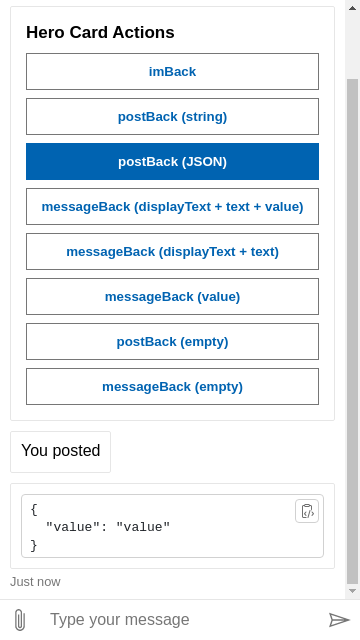 Hero Card Actions
imBack
postBack (string)
postBack (JSON)
messageBack (displayText + text + value)
messageBack (displayText + text)
messageBack (value)
postBack (empty)
messageBack (empty)
You posted
{
  "value": "value"
}
Just now
Type your message